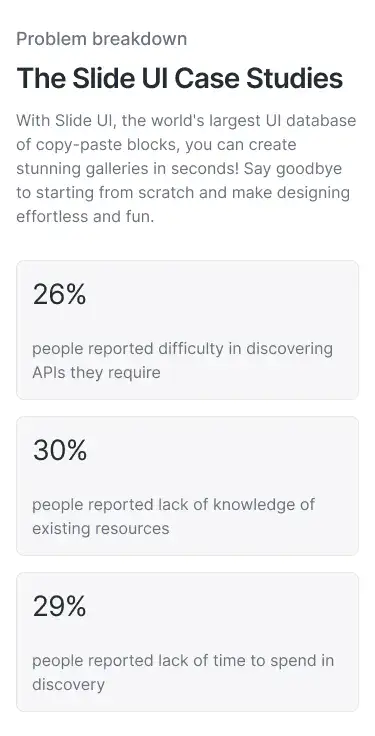 Problem breakdown
The Slide UI Case Studies
With Slide UI, the world's largest UI database
of copy-paste blocks, you can create
stunning galleries in seconds! Say goodbye
to starting from scratch and make designing
effortless and fun.
26%
people reported difficulty in discovering
APIs they require
30%
people reported lack of knowledge of
existing resources
29%
people reported lack of time to spend in
discovery